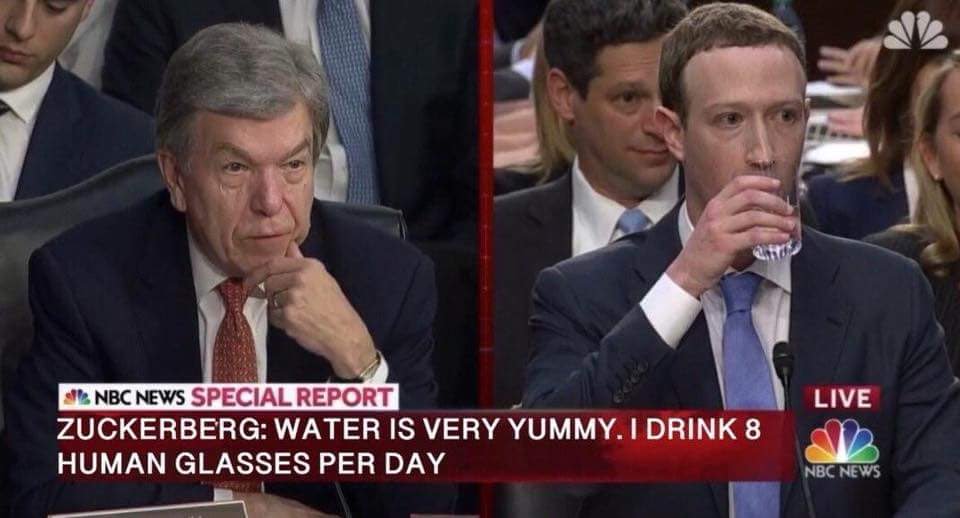 NBC NEWS SPECIAL REPORT
ZUCKERBERG: WATER IS VERY YUMMY. I DRINK 8
HUMAN GLASSES PER DAY
LIVE
NBC NEWS